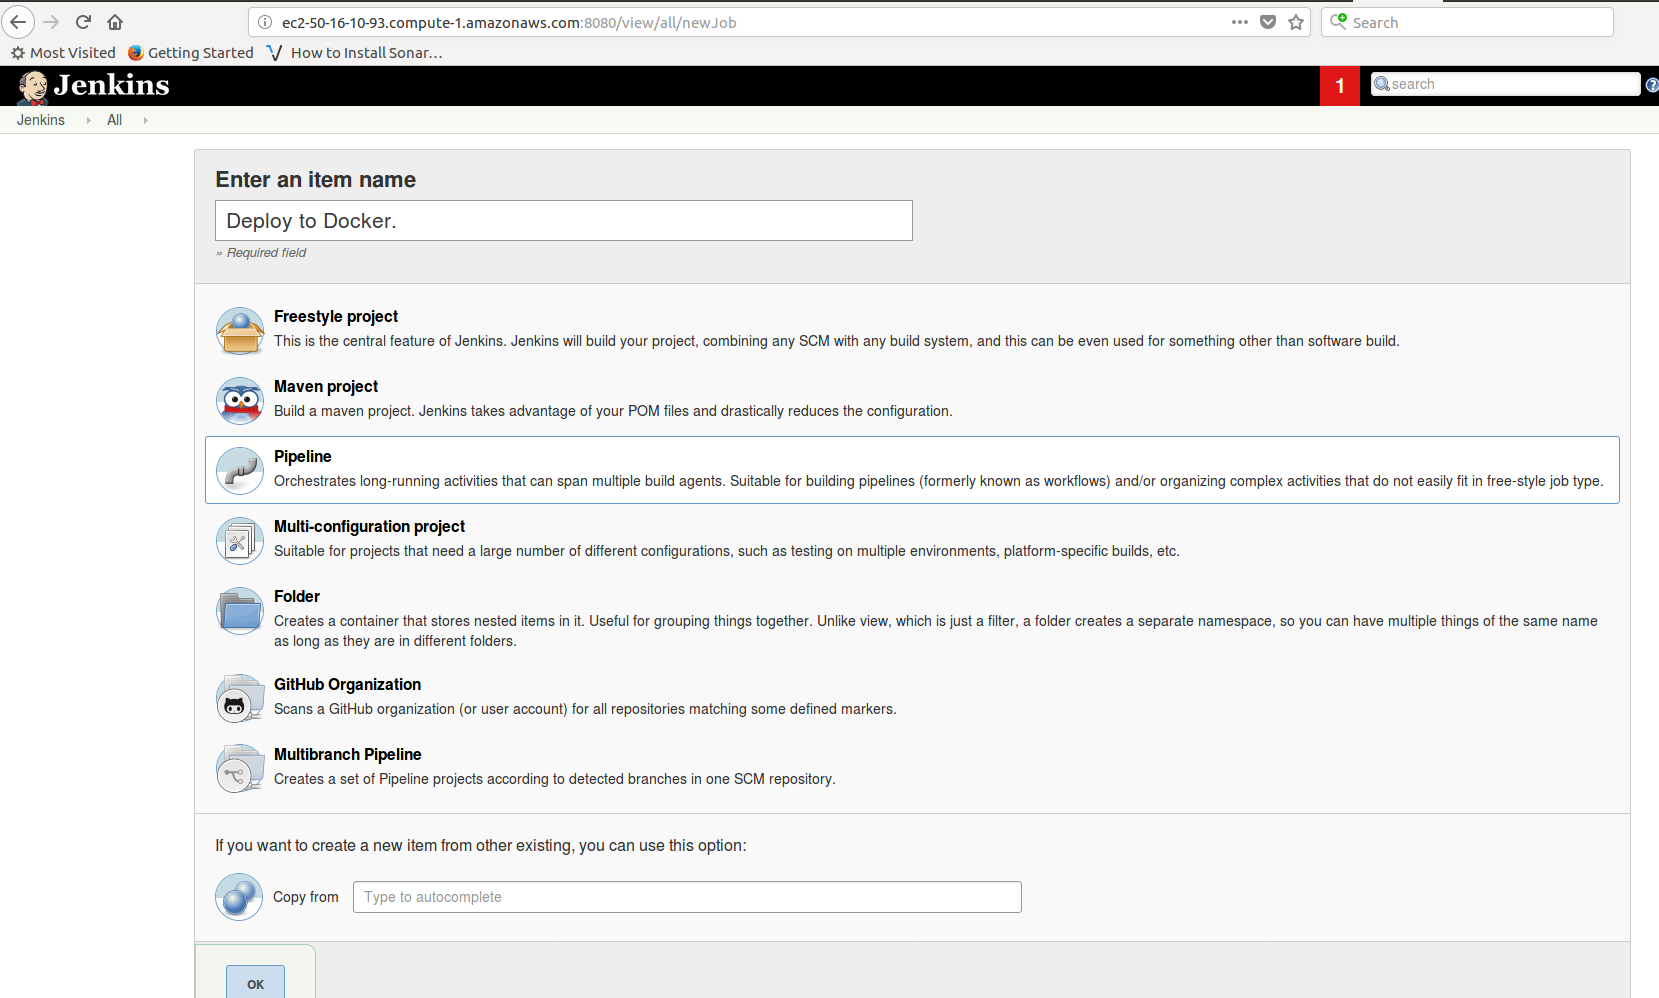 ec2-50-16-10-93.compute-1.amazonaws.com:8080/view/all/newJob
Search
Most Visited Getting Started How to Install Sonar…
Jenkins
1
search
Jenkins All
Enter an item name
Deploy to Docker.
» Required field
Freestyle project
This is the central feature of Jenkins. Jenkins will build your project, combining any SCM with any build system, and this can be even used for something other than software build.
Maven project
Build a maven project. Jenkins takes advantage of your POM files and drastically reduces the configuration.
Pipeline
Orchestrates long-running activities that can span multiple build agents. Suitable for building pipelines (formerly known as workflows) and/or organizing complex activities that do not easily fit in free-style job type.
Multi-configuration project
Suitable for projects that need a large number of different configurations, such as testing on multiple environments, platform-specific builds, etc.
Folder
Creates a container that stores nested items in it. Useful for grouping things together. Unlike view, which is just a filter, a folder creates a separate namespace, so you can have multiple things of the same name
as long as they are in different folders.
GitHub Organization
Scans a GitHub organization (or user account) for all repositories matching some defined markers.
Multibranch Pipeline
Creates a set of Pipeline projects according to detected branches in one SCM repository.
If you want to create a new item from other existing, you can use this option:
Copy from
Type to autocomplete
OK